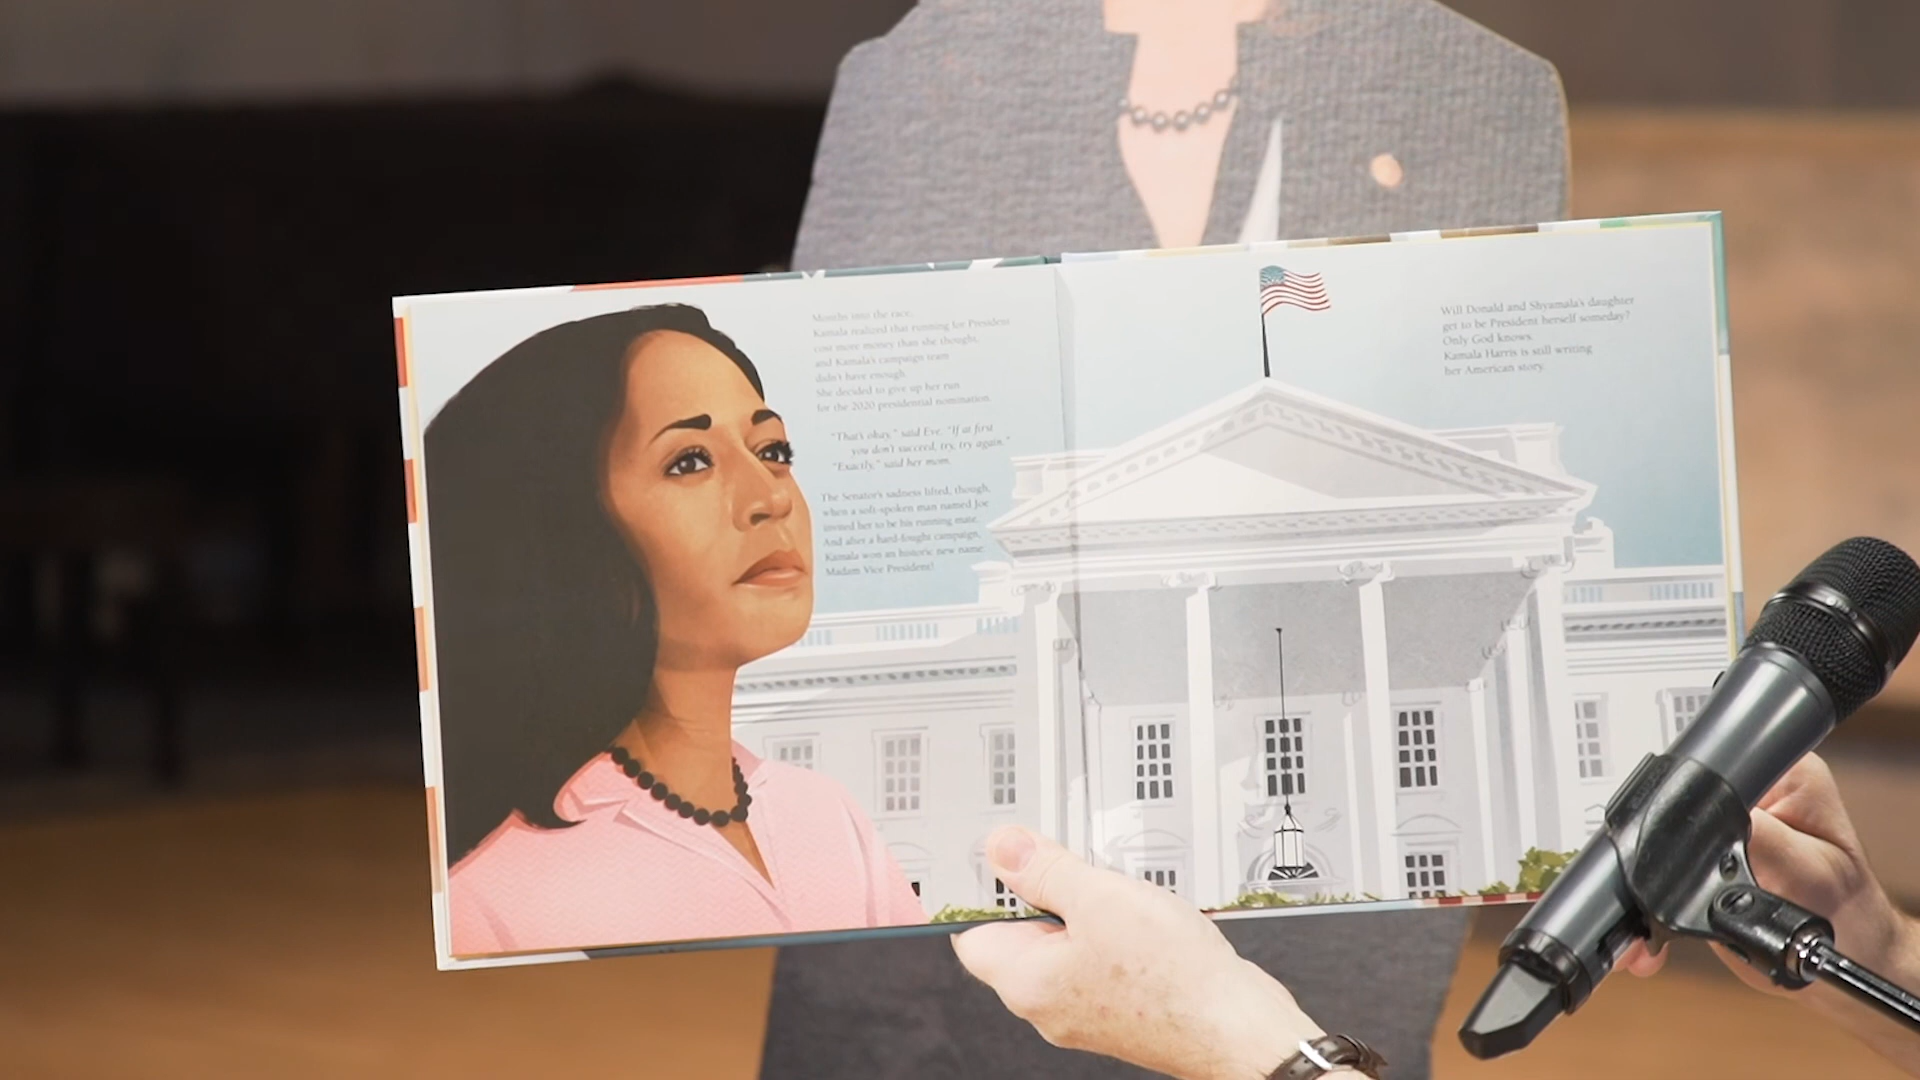 Months into the race,
Kamala realized that running for President
cost more money than she thought,
and Kamala's campaign team
didn't have enough.
She decided to give up her run
for the 2020 presidential nomination.
"That's okay," said Eve. "If at first
you don't succeed, try, try again."
"Exactly," said her mom.
The Senator's sadness lifted, though,
when a soft-spoken man named Joe
invited her to be his running mate.
And after a hard-fought campaign,
Kamala won an historic new name:
Madam Vice President!
Will Donald and Shyamala's daughter
get to be President herself someday?
Only God knows.
Kamala Harris is still writing
her American story.